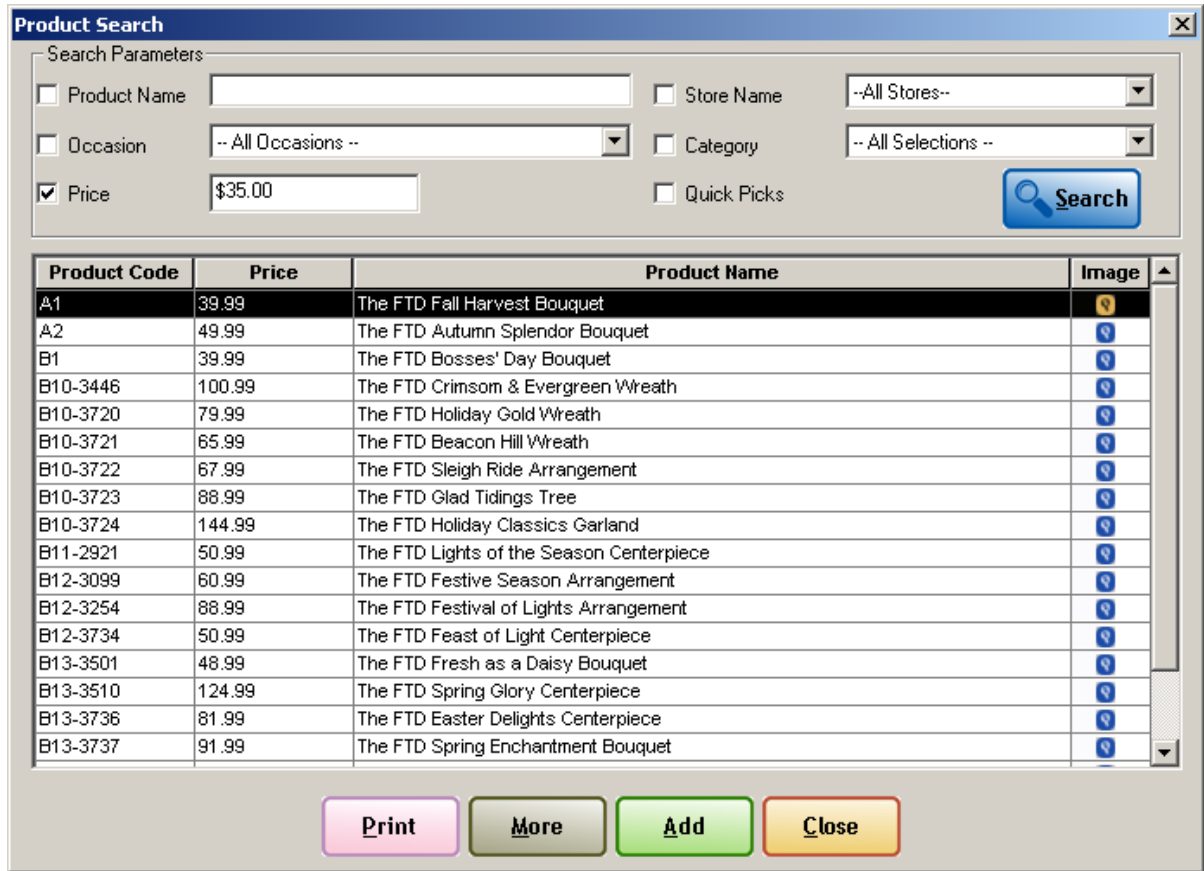 Product Search
Search Parameters
Product Name Store Name --All Stores--
Occasion -- All Occasions -- Category -- All Selections --
Price $35.00 Quick Picks Search
Product Code Price Product Name Image
A1 39.99 The FTD Fall Harvest Bouquet
A2 49.99 The FTD Autumn Splendor Bouquet
B1 39.99 The FTD Bosses' Day Bouquet
B10-3446 100.99 The FTD Crimsom & Evergreen Wreath
B10-3720 79.99 The FTD Holiday Gold Wreath
B10-3721 65.99 The FTD Beacon Hill Wreath
B10-3722 67.99 The FTD Sleigh Ride Arrangement
B10-3723 88.99 The FTD Glad Tidings Tree
B10-3724 144.99 The FTD Holiday Classics Garland
B11-2921 50.99 The FTD Lights of the Season Centerpiece
B12-3099 60.99 The FTD Festive Season Arrangement
B12-3254 88.99 The FTD Festival of Lights Arrangement
B12-3734 50.99 The FTD Feast of Light Centerpiece
B13-3501 48.99 The FTD Fresh as a Daisy Bouquet
B13-3510 124.99 The FTD Spring Glory Centerpiece
B13-3736 81.99 The FTD Easter Delights Centerpiece
B13-3737 91.99 The FTD Spring Enchantment Bouquet
Print More Add Close